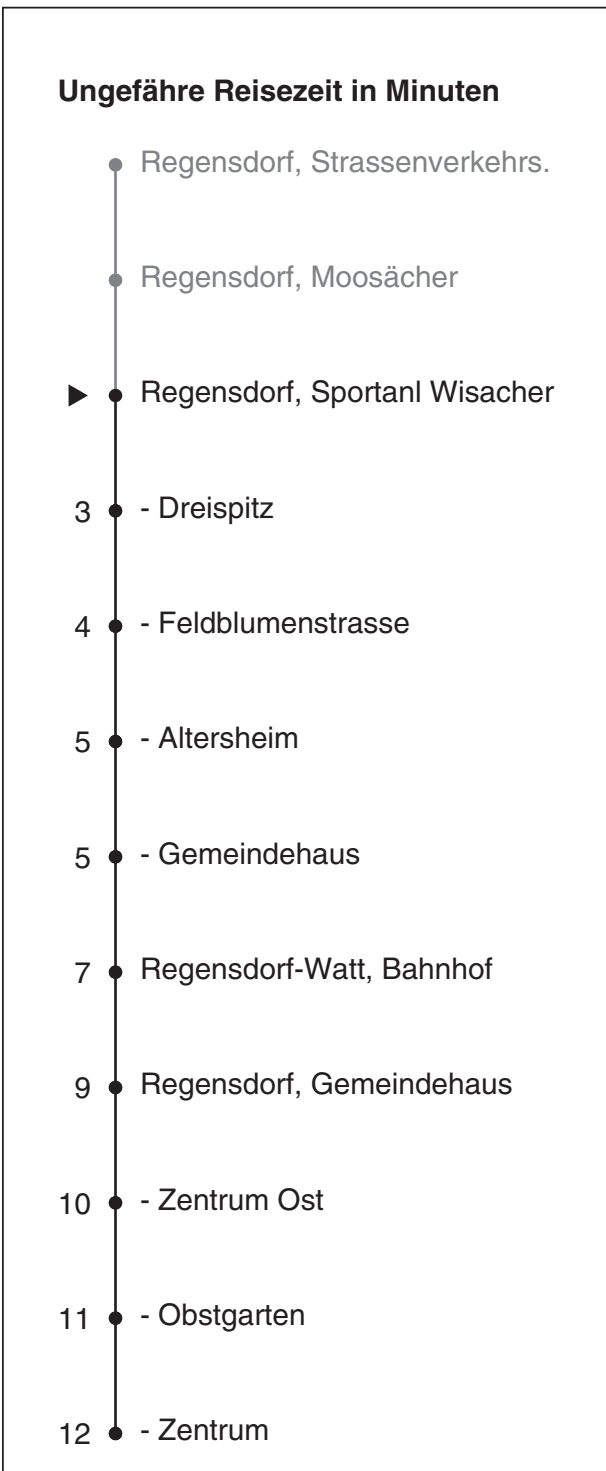 Ungefähre Reisezeit in Minuten
Regensdorf, Strassenverkehrs.
Regensdorf, Moosächer
Regensdorf, Sportanl Wisacher
3 - Dreispitz
4 - Feldblumenstrasse
5 - Altersheim
5 - Gemeindehaus
7 Regensdorf-Watt, Bahnhof
9 Regensdorf, Gemeindehaus
10 - Zentrum Ost
11 - Obstgarten
12 - Zentrum